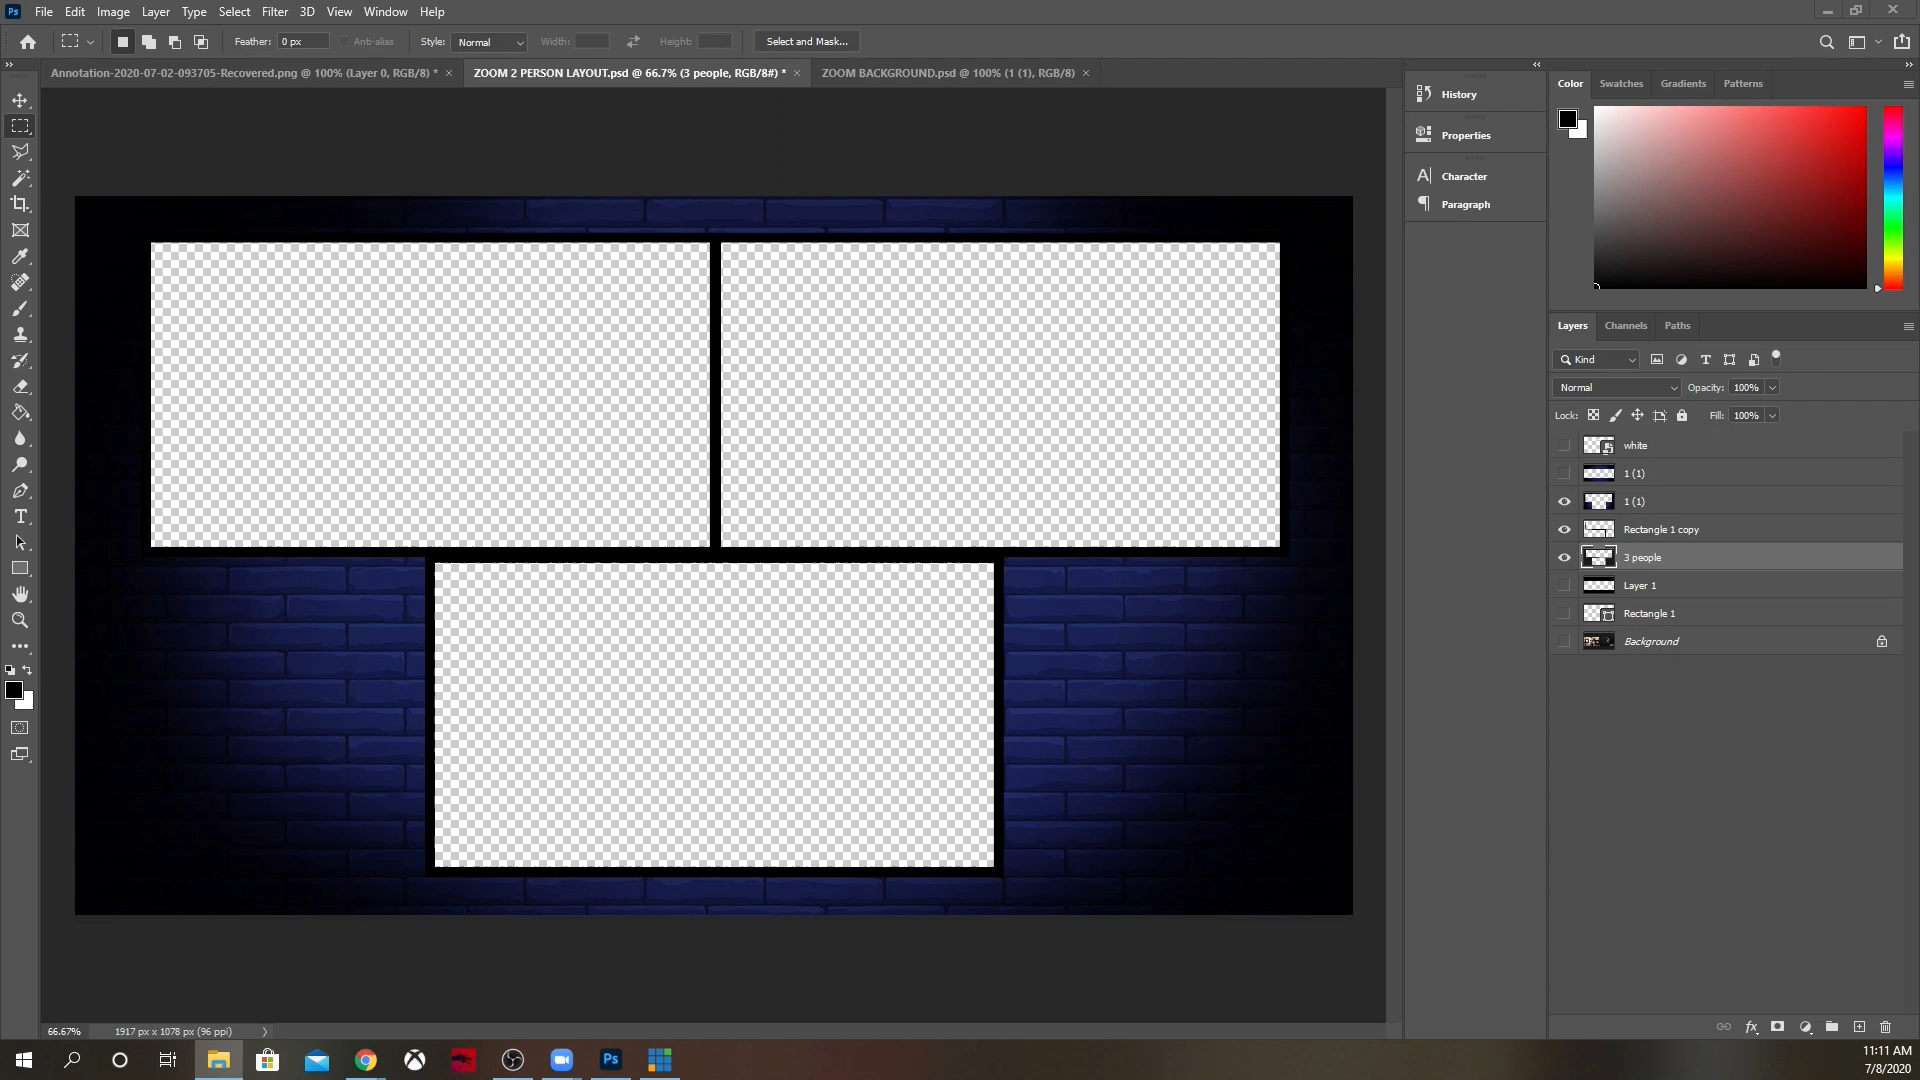 Ps File Edit Image Layer Type Select Filter 3D View Window Help
Feather: 0 px Anti-alias Style: Normal Width: Height: Select and Mask...
Annotation-2020-07-02-093705-Recovered.png @ 100% (Layer 0, RGB/8) * ZOOM 2 PERSON LAYOUT.psd @ 66.7% (3 people, RGB/8#) * ZOOM BACKGROUND.psd @ 100% (1 (1), RGB/8)
History
Properties
Character
Paragraph
Color Swatches Gradients Patterns
Layers Channels Paths
Kind
Normal Opacity: 100%
Lock: Fill: 100%
white
1 (1)
1 (1)
Rectangle 1 copy
3 people
Layer 1
Rectangle 1
Background
fx
66.67% 1917 px x 1078 px (96 ppi)
Ps
11:11 AM
7/8/2020